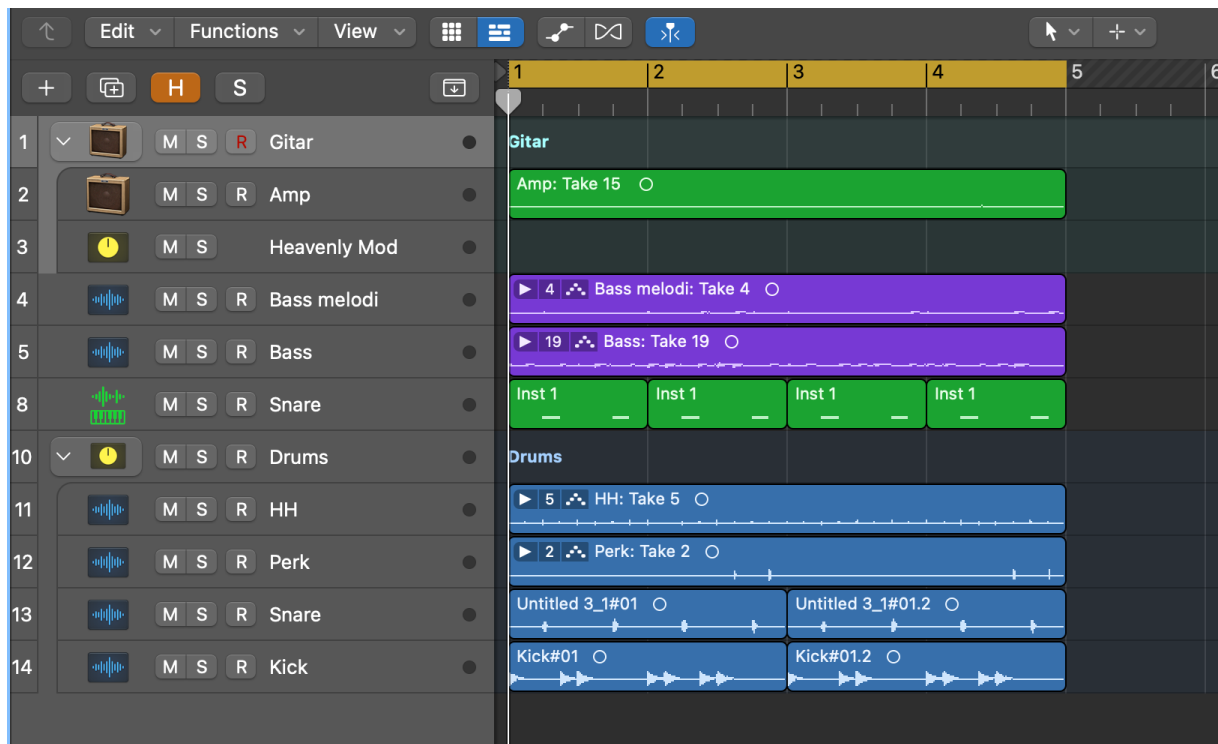 Edit Functions View
H S
1 2 3 4 5 6
1 M S R Gitar Gitar
2 M S R Amp Amp: Take 15
3 M S Heavenly Mod
4 M S R Bass melodi 4 Bass melodi: Take 4
5 M S R Bass 19 Bass: Take 19
8 M S R Snare Inst 1 Inst 1 Inst 1 Inst 1
10 M S R Drums Drums
11 M S R HH 5 HH: Take 5
12 M S R Perk 2 Perk: Take 2
13 M S R Snare Untitled 3_1#01 Untitled 3_1#01.2
14 M S R Kick Kick#01 Kick#01.2